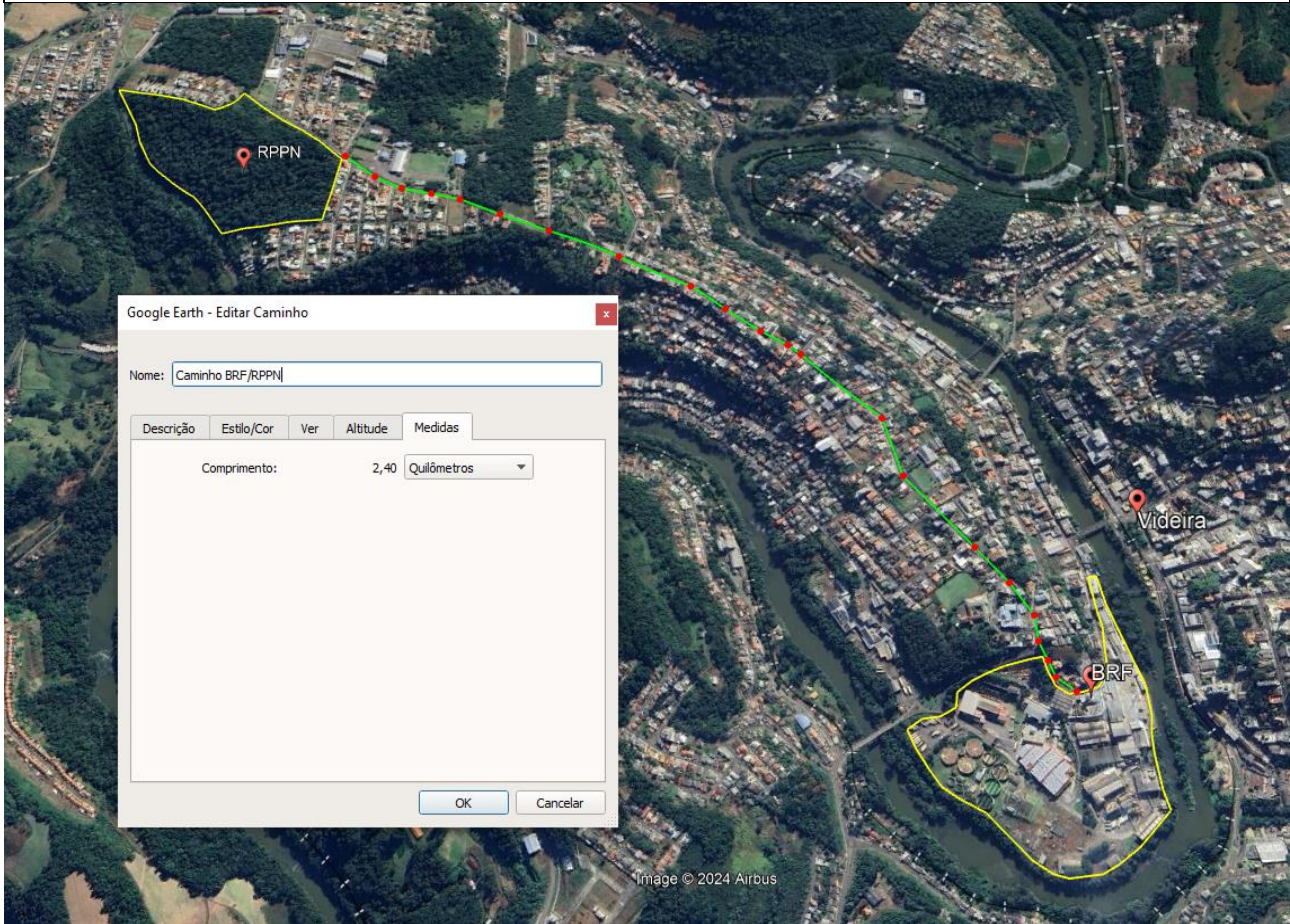 RPPN
Google Earth - Editar Caminho
x
Nome: Caminho BRF/RPPN
Descrição Estilo/Cor Ver Altitude Medidas
Comprimento: 2,40 Quilômetros
OK Cancelar
Videira
BRF
Image © 2024 Airbus